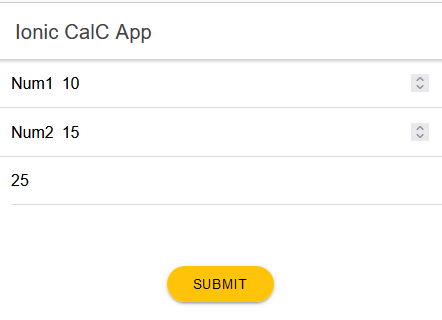 Ionic CalC App
Num1 10
Num2 15
25
SUBMIT